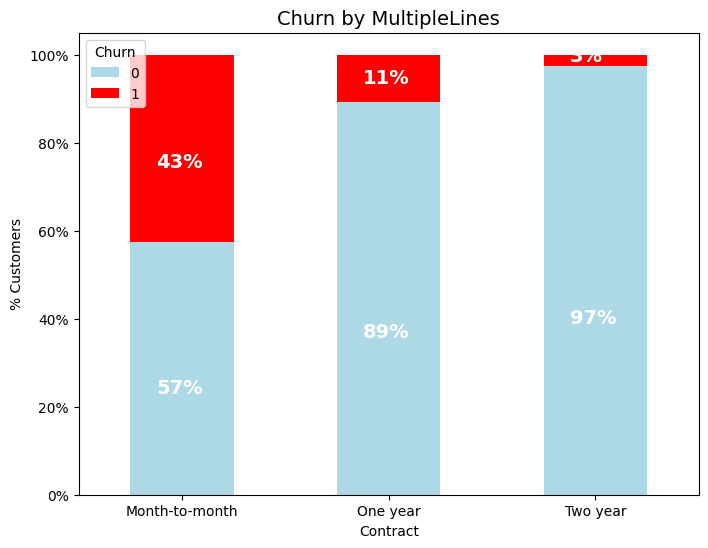 Churn by MultipleLines
Churn
0
1
100%
80%
60%
40%
20%
0%
% Customers
43%
57%
11%
89%
3%
97%
Month-to-month
One year
Two year
Contract